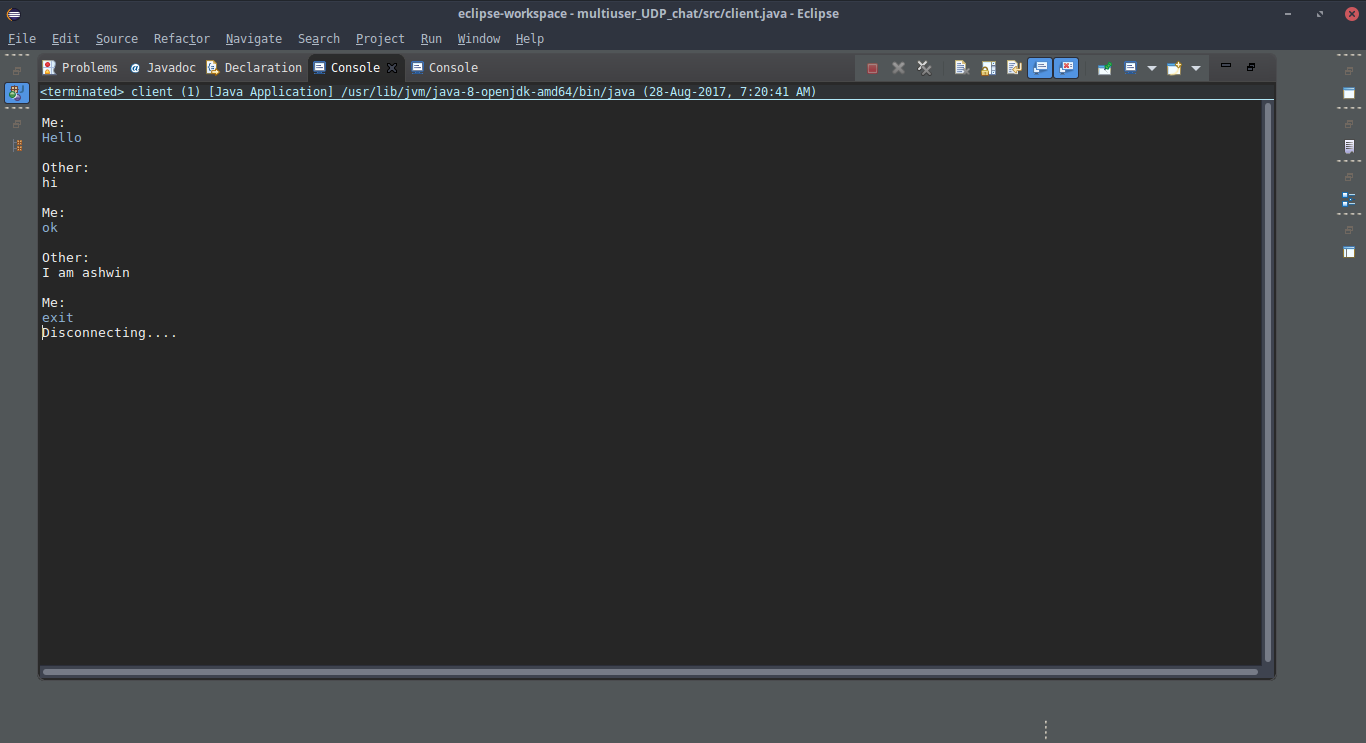 eclipse-workspace - multiuser_UDP_chat/src/client.java - Eclipse
File Edit Source Refactor Navigate Search Project Run Window Help
Problems @ Javadoc Declaration Console Console
<terminated> client (1) [Java Application] /usr/lib/jvm/java-8-openjdk-amd64/bin/java (28-Aug-2017, 7:20:41 AM)
Me:
Hello
Other:
hi
Me:
ok
Other:
I am ashwin
Me:
exit
Disconnecting....